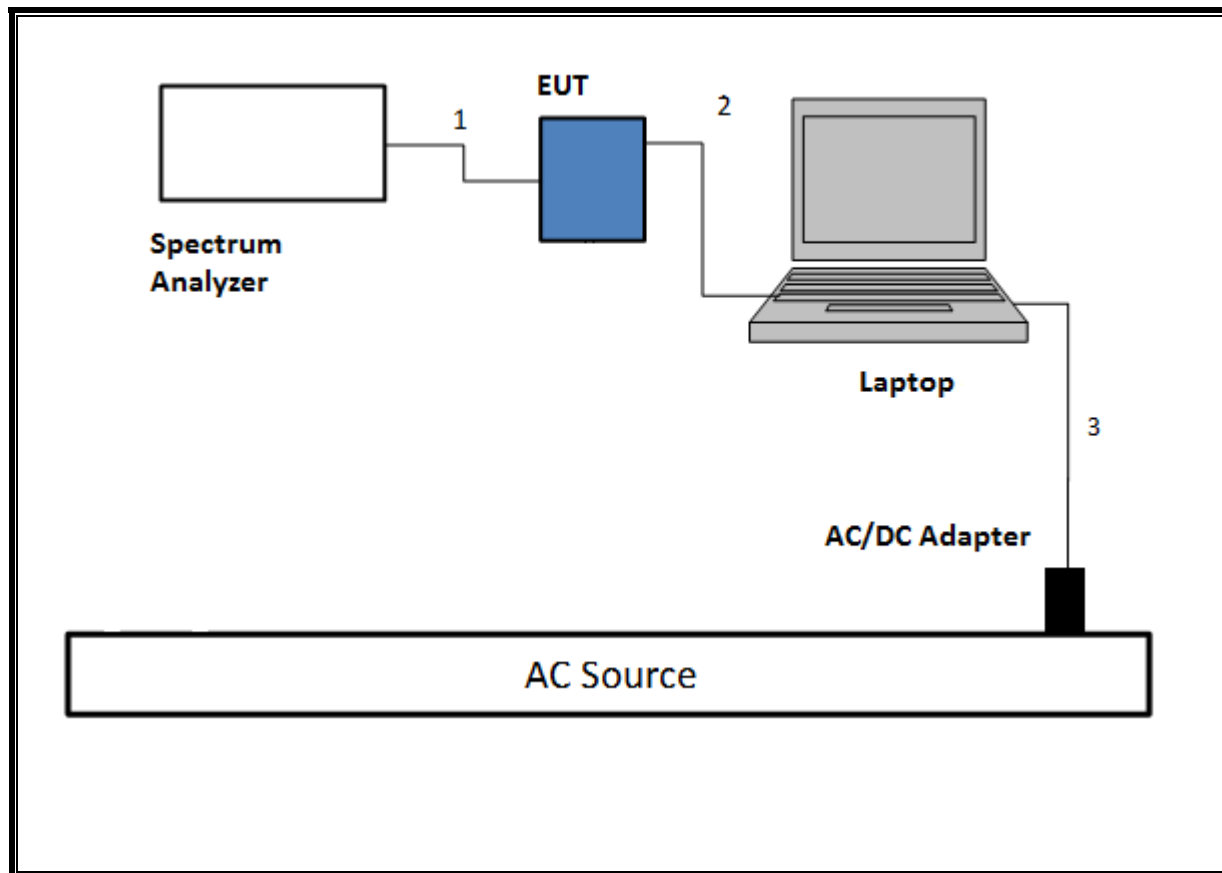 EUT
1
2
Spectrum
Analyzer
Laptop
3
AC/DC Adapter
AC Source